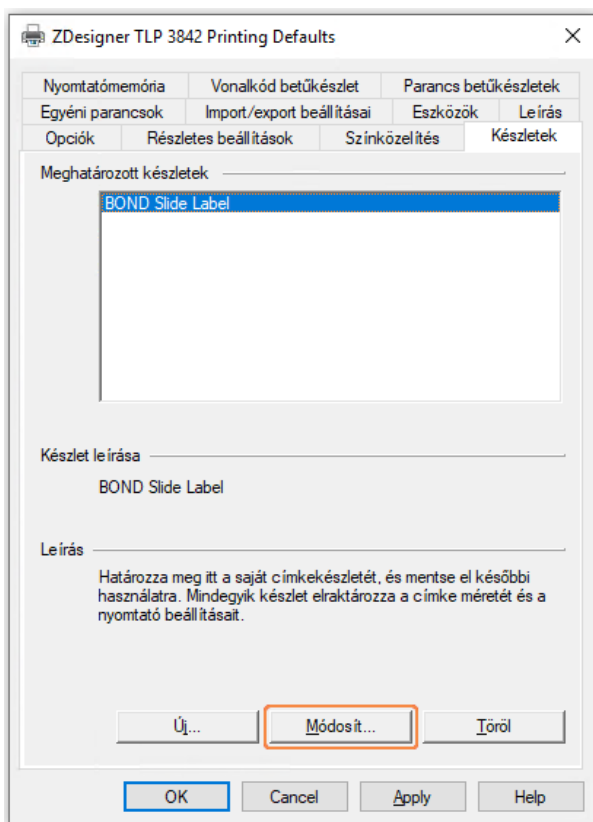 ZDesigner TLP 3842 Printing Defaults
Nyomtatómemória Vonalkód betűkészlet Parancs betűkészletek
Egyéni parancsok Import/export beállításai Eszközök Leírás
Opciók Részletes beállítások Színközelítés Készletek
Meghatározott készletek
BOND Slide Label
Készlet leírása
BOND Slide Label
Leírás
Határozza meg itt a saját címkekészletét, és mentse el későbbi
használatra. Mindegyik készlet elraktározza a címke méretét és a
nyomtató beállításait.
Új... Módosít... Töröl
OK Cancel Apply Help